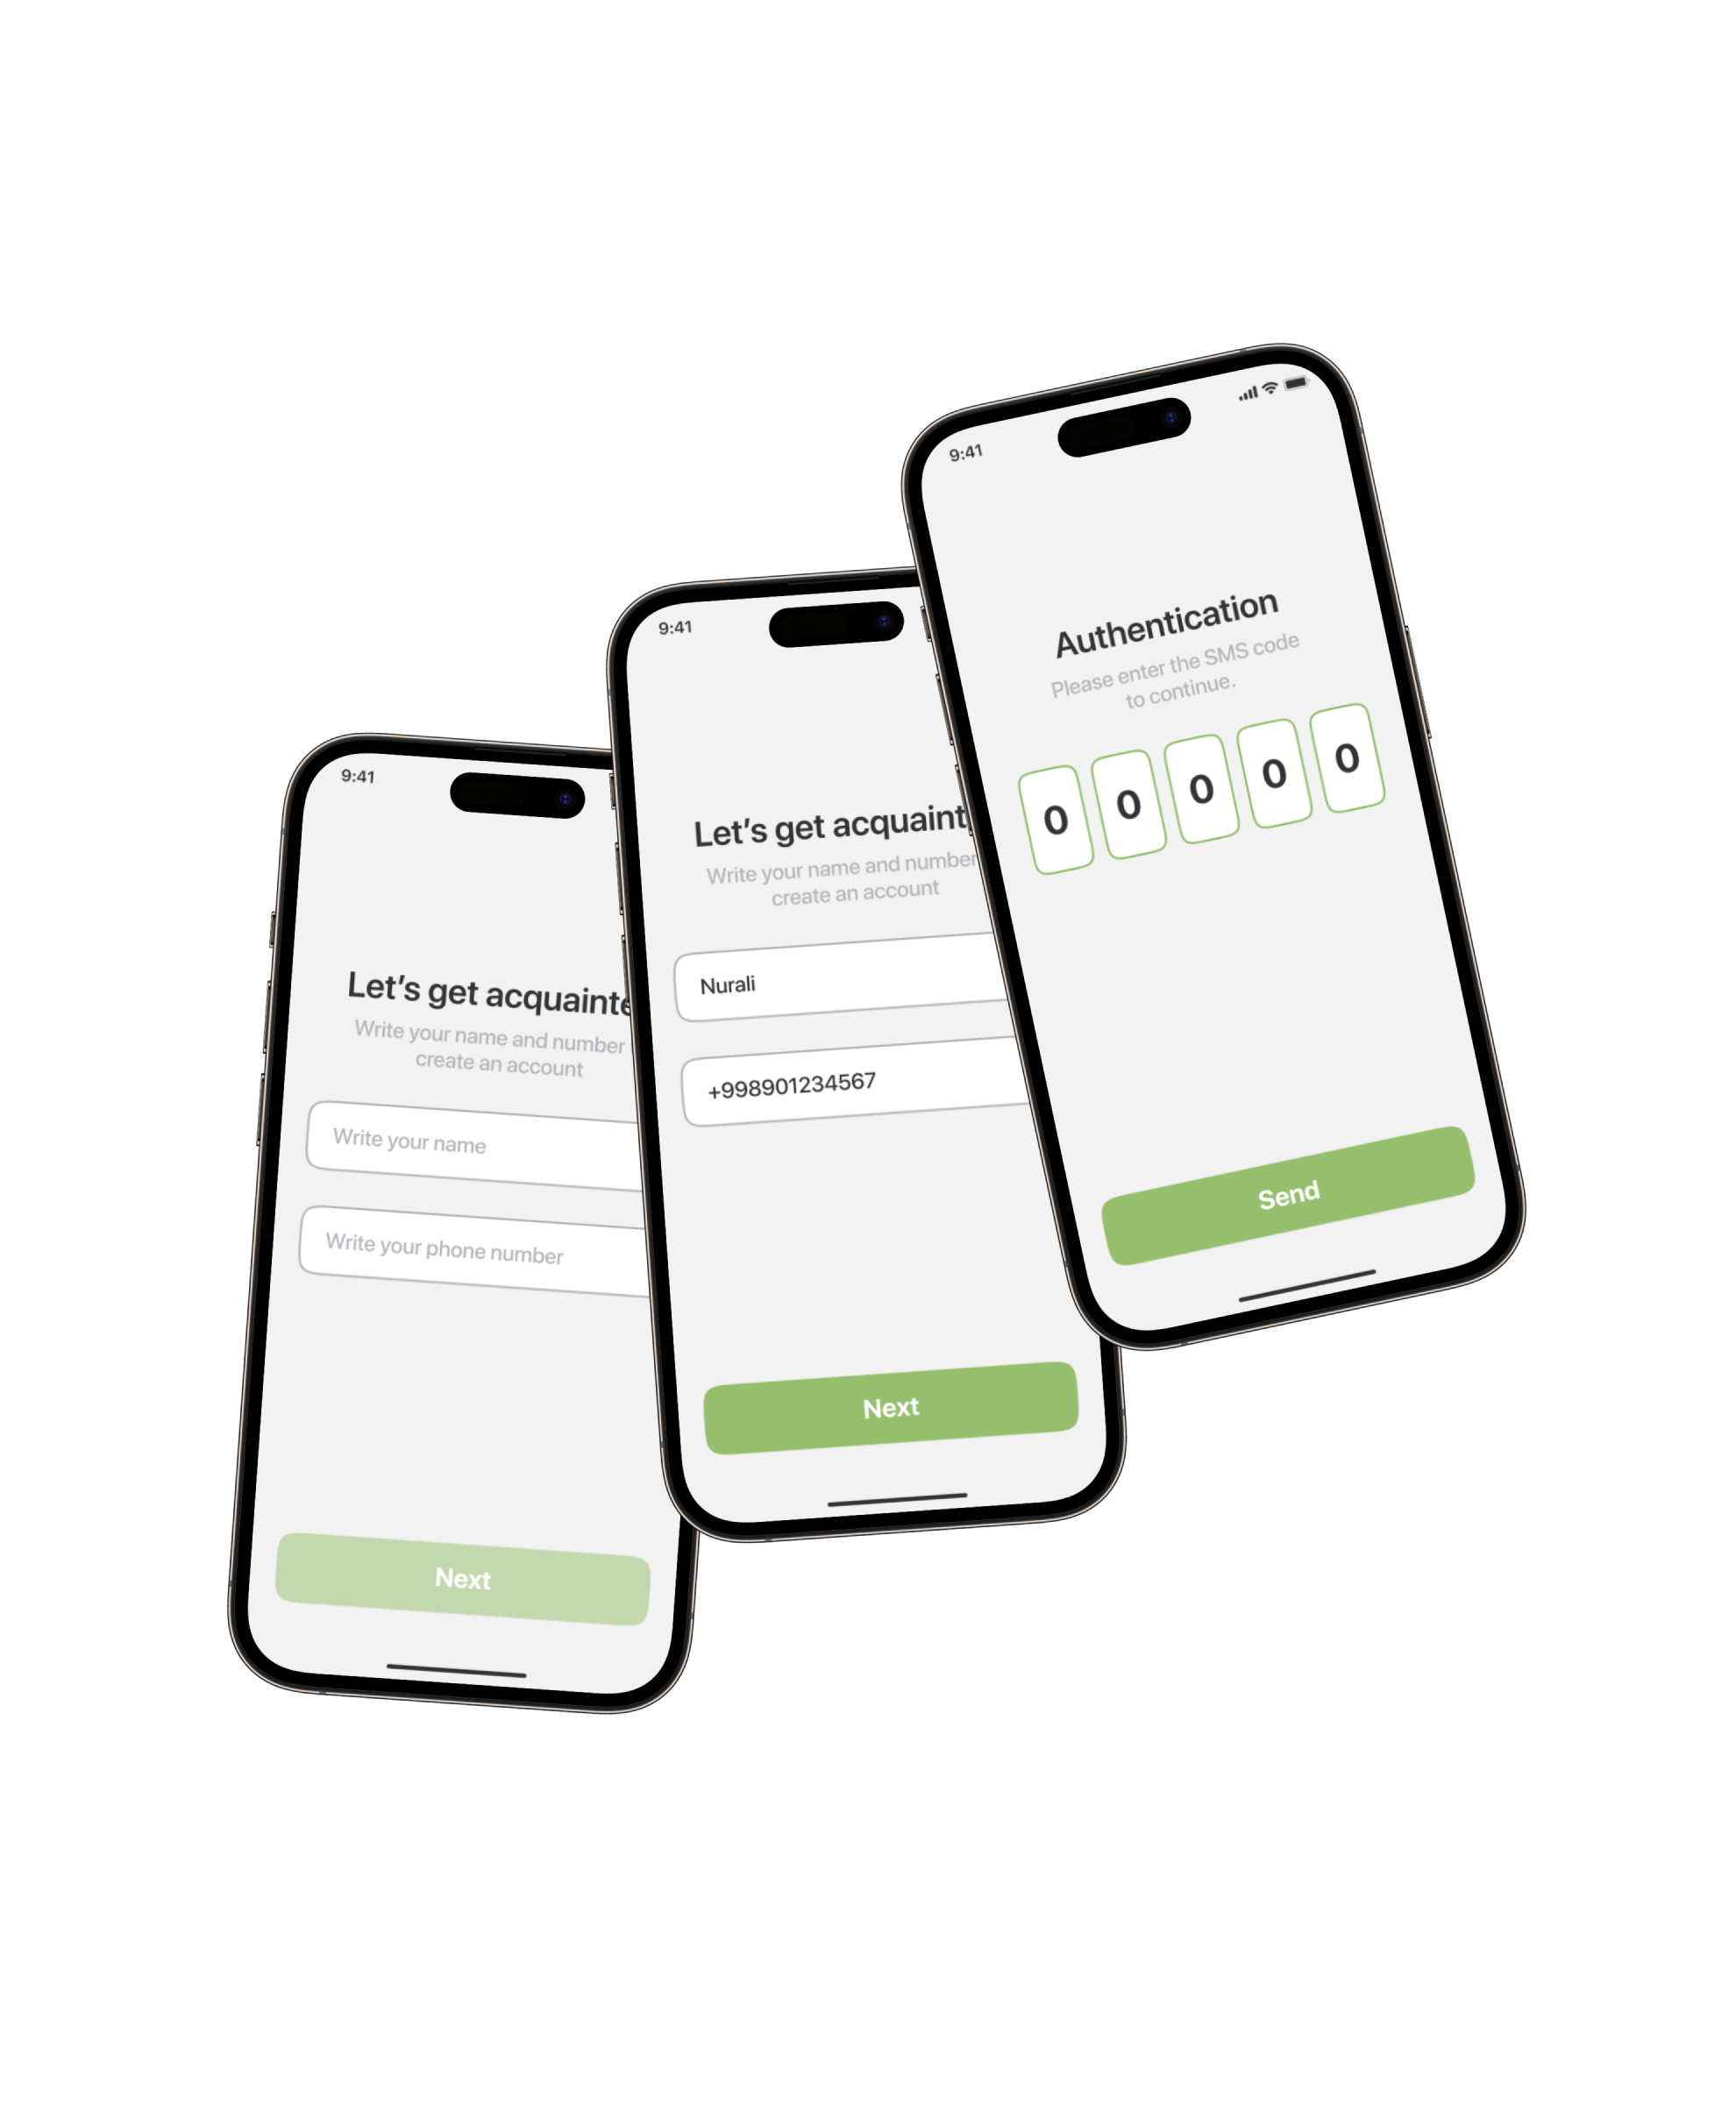 9:41
Let’s get acquainte
Write your name and number
create an account
Write your name
Write your phone number
Next
9:41
Let’s get acquaint
Write your name and number
create an account
Nurali
+998901234567
Next
9:41
Authentication
Please enter the SMS code
to continue.
0 0 0 0 0
Send